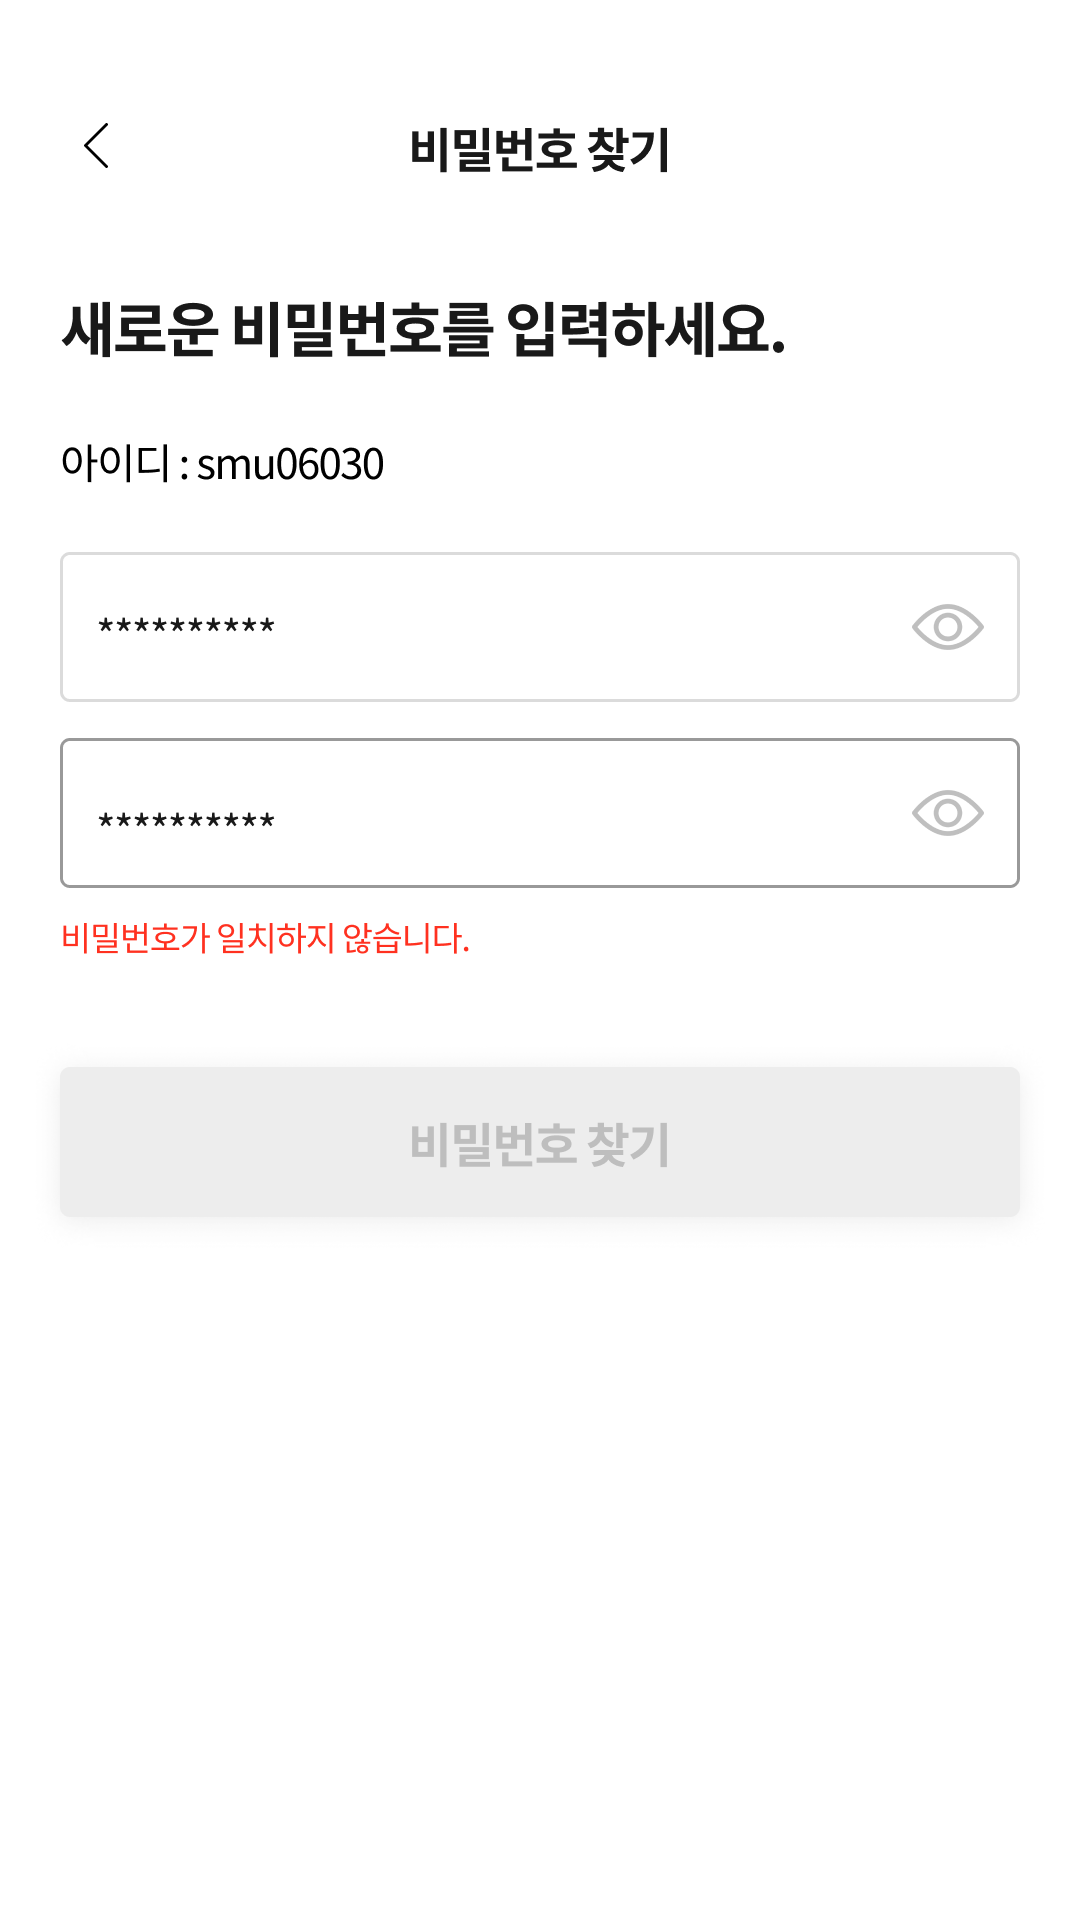 비밀번호 찾기
새로운 비밀번호를 입력하세요.
아이디 : smu06030
**********
**********
비밀번호가 일치하지 않습니다.
비밀번호 찾기